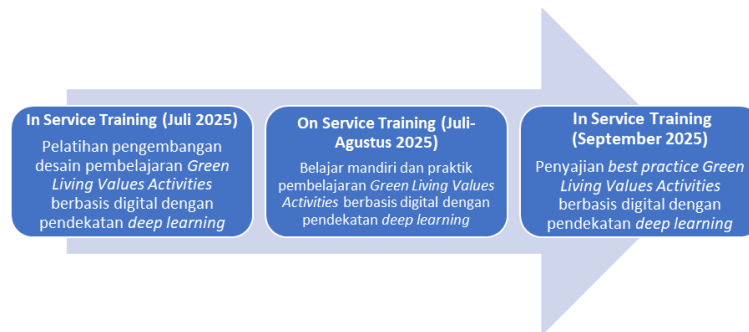 In Service Training (Juli 2025)
Pelatihan pengembangan
desain pembelajaran Green
Living Values Activities
berbasis digital dengan
pendekatan deep learning
On Service Training (Juli-
Agustus 2025)
Belajar mandiri dan praktik
pembelajaran Green Living Values
Activities berbasis digital dengan
pendekatan deep learning
In Service Training
(September 2025)
Penyajian best practice Green
Living Values Activities
berbasis digital dengan
pendekatan deep learning